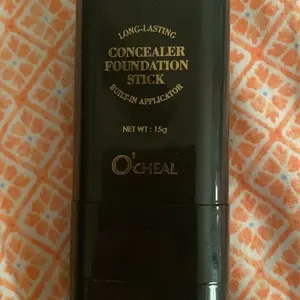 LONG-LASTING
CONCEALER
FOUNDATION
STICK
BUILT-IN APPLICATOR
NET WT : 15g
O'CHEAL